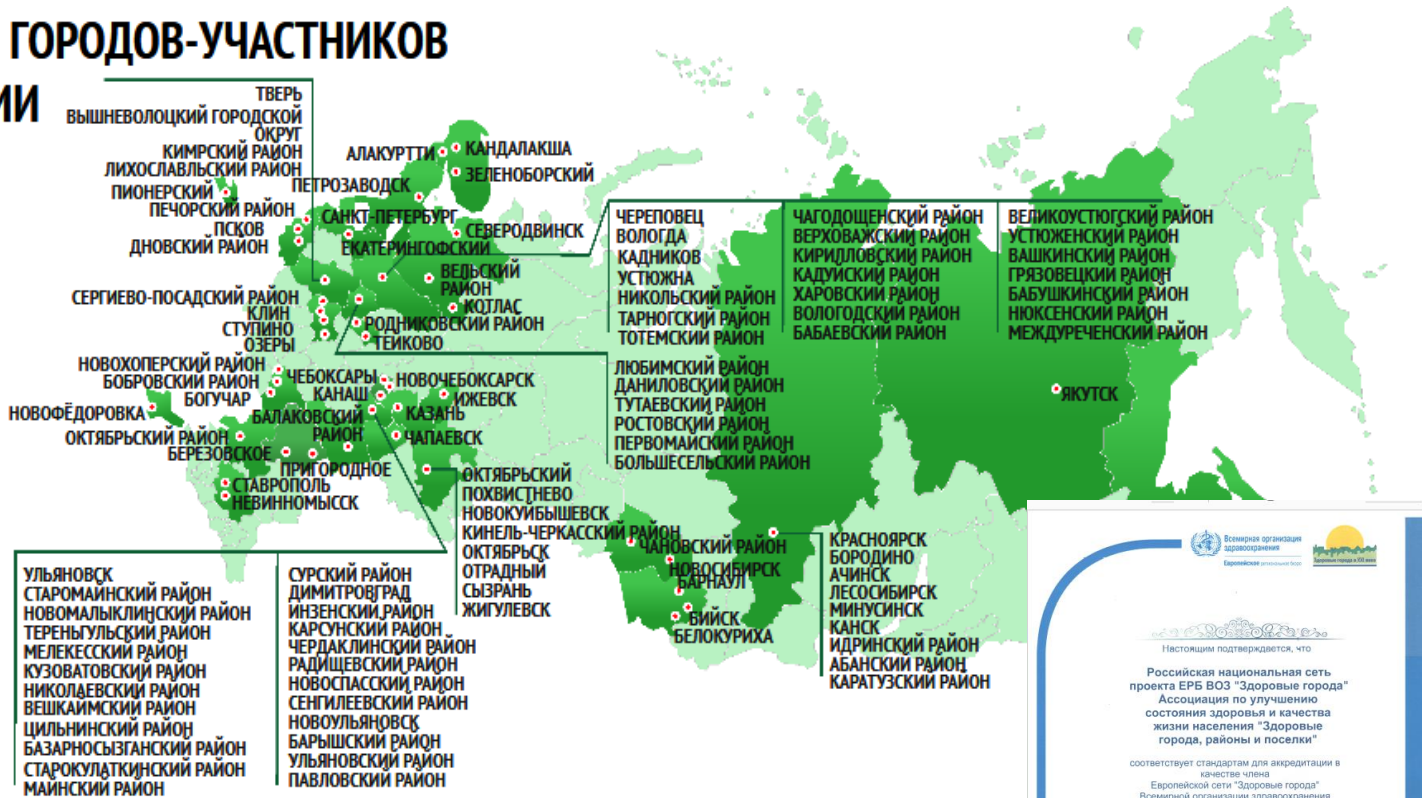 ГОРОДОВ-УЧАСТНИКОВ
ИИ
ТВЕРЬ
ВЫШНЕВОЛОЦКИЙ ГОРОДСКОЙ
ОКРУГ
КИМРСКИЙ РАЙОН
ЛИХОСЛАВЛЬСКИЙ РАЙОН
ПИОНЕРСКИЙ
ПЕЧОРСКИЙ РАЙОН
ПСКОВ
ДНОВСКИЙ РАЙОН
АЛАКУРТТИ
КАНДАЛАКША
ЗЕЛЕНОБОРСКИЙ
ПЕТРОЗАВОДСК
САНКТ-ПЕТЕРБУРГ
СЕВЕРОДВИНСК
ЕКАТЕРИНГОФСКИЙ
ВЕЛЬСКИЙ
РАЙОН
КОТЛАС
СЕРГИЕВО-ПОСАДСКИЙ РАЙОН
КЛИН
СТУПИНО
ОЗЕРЫ
РОДНИКОВСКИЙ РАЙОН
ТЕЙКОВО
НОВОХОПЕРСКИЙ РАЙОН
БОБРОВСКИЙ РАЙОН
БОГУЧАР
НОВОФЁДОРОВКА
ЧЕБОКСАРЫ
НОВОЧЕБОКСАРСК
КАНАШ
ИЖЕВСК
БАЛАКОВСКИЙ
РАЙОН
КАЗАНЬ
ЧАПАЕВСК
ОКТЯБРЬСКИЙ РАЙОН
БЕРЕЗОВСКОЕ
ПРИГОРОДНОЕ
СТАВРОПОЛЬ
НЕВИННОМЫССК
ЧЕРЕПОВЕЦ
ВОЛОГДА
КАДНИКОВ
УСТЮЖНА
НИКОЛЬСКИЙ РАЙОН
ТАРНОГСКИЙ РАЙОН
ТОТЕМСКИЙ РАЙОН
ЧАГОДОЩЕНСКИЙ РАЙОН
ВЕРХОВАЖСКИЙ РАЙОН
КИРИЛЛОВСКИЙ РАЙОН
КАДУЙСКИЙ РАЙОН
ХАРОВСКИЙ РАЙОН
ВОЛОГОДСКИЙ РАЙОН
БАБАЕВСКИЙ РАЙОН
ВЕЛИКОУСТЮГСКИЙ РАЙОН
УСТЮЖЕНСКИЙ РАЙОН
ВАШКИНСКИЙ РАЙОН
ГРЯЗОВЕЦКИЙ РАЙОН
БАБУШКИНСКИЙ РАЙОН
НЮКСЕНСКИЙ РАЙОН
МЕЖДУРЕЧЕНСКИЙ РАЙОН
ЛЮБИМСКИЙ РАЙОН
ДАНИЛОВСКИЙ РАЙОН
ТУТАЕВСКИЙ РАЙОН
РОСТОВСКИЙ РАЙОН
ПЕРВОМАЙСКИЙ РАЙОН
БОЛЬШЕСЕЛЬСКИЙ РАЙОН
ЯКУТСК
ОКТЯБРЬСКИЙ
ПОХВИСТНЕВО
НОВОКУЙБЫШЕВСК
КИНЕЛЬ-ЧЕРКАССКИЙ РАЙОН
ОКТЯБРЬСК
ОТРАДНЫЙ
СЫЗРАНЬ
ЖИГУЛЕВСК
ЧАНОВСКИЙ РАЙОН
НОВОСИБИРСК
БАРНАУЛ
БИЙСК
БЕЛОКУРИХА
КРАСНОЯРСК
БОРОДИНО
АЧИНСК
ЛЕСОСИБИРСК
МИНУСИНСК
КАНСК
ИДРИНСКИЙ РАЙОН
АБАНСКИЙ РАЙОН
КАРАТУЗСКИЙ РАЙОН
УЛЬЯНОВСК
СТАРОМАЙНСКИЙ РАЙОН
НОВОМАЛЫКЛИНСКИЙ РАЙОН
ТЕРЕНЬГУЛЬСКИЙ РАЙОН
МЕЛЕКЕССКИЙ РАЙОН
КУЗОВАТОВСКИЙ РАЙОН
НИКОЛАЕВСКИЙ РАЙОН
ВЕШКАЙМСКИЙ РАЙОН
ЦИЛЬНИНСКИЙ РАЙОН
БАЗАРНОСЫЗГАНСКИЙ РАЙОН
СТАРОКУЛАТКИНСКИЙ РАЙОН
МАЙНСКИЙ РАЙОН
СУРСКИЙ РАЙОН
ДИМИТРОВГРАД
ИНЗЕНСКИЙ РАЙОН
КАРСУНСКИЙ РАЙОН
ЧЕРДАКЛИНСКИЙ РАЙОН
РАДИЩЕВСКИЙ РАЙОН
НОВОСПАССКИЙ РАЙОН
СЕНГИЛЕЕВСКИЙ РАЙОН
НОВОУЛЬЯНОВСК
БАРЫШСКИЙ РАЙОН
УЛЬЯНОВСКИЙ РАЙОН
ПАВЛОВСКИЙ РАЙОН
Всемирная организация
здравоохранения
Европейское региональное бюро
Здоровые города и XXI века
Настоящим подтверждается, что
Российская национальная сеть
проекта ЕРБ ВОЗ "Здоровые города"
Ассоциация по улучшению
состояния здоровья и качества
жизни населения "Здоровые
города, районы и поселки"
соответствует стандартам для аккредитации в
качестве члена
Европейской сети "Здоровые города"
Всемирной организации здравоохранения